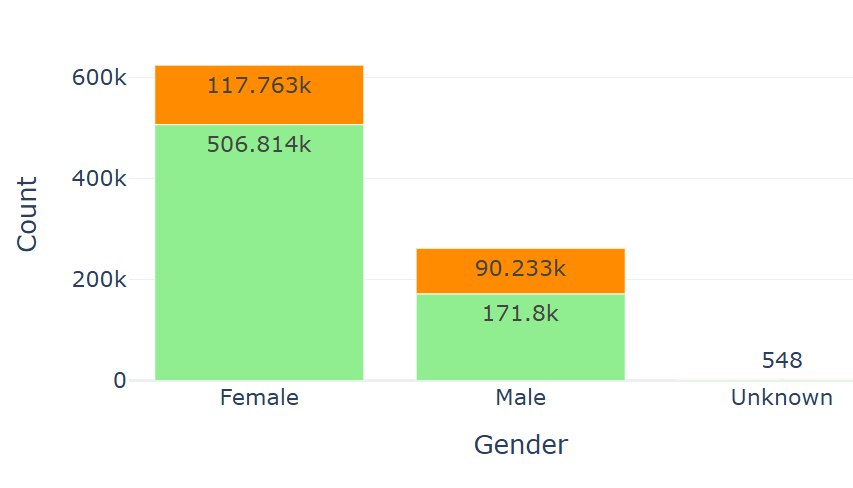 117.763k
600k
506.814k
400k
Count
90.233k
200k
171.8k
548
0
Female
Male
Unknown
Gender